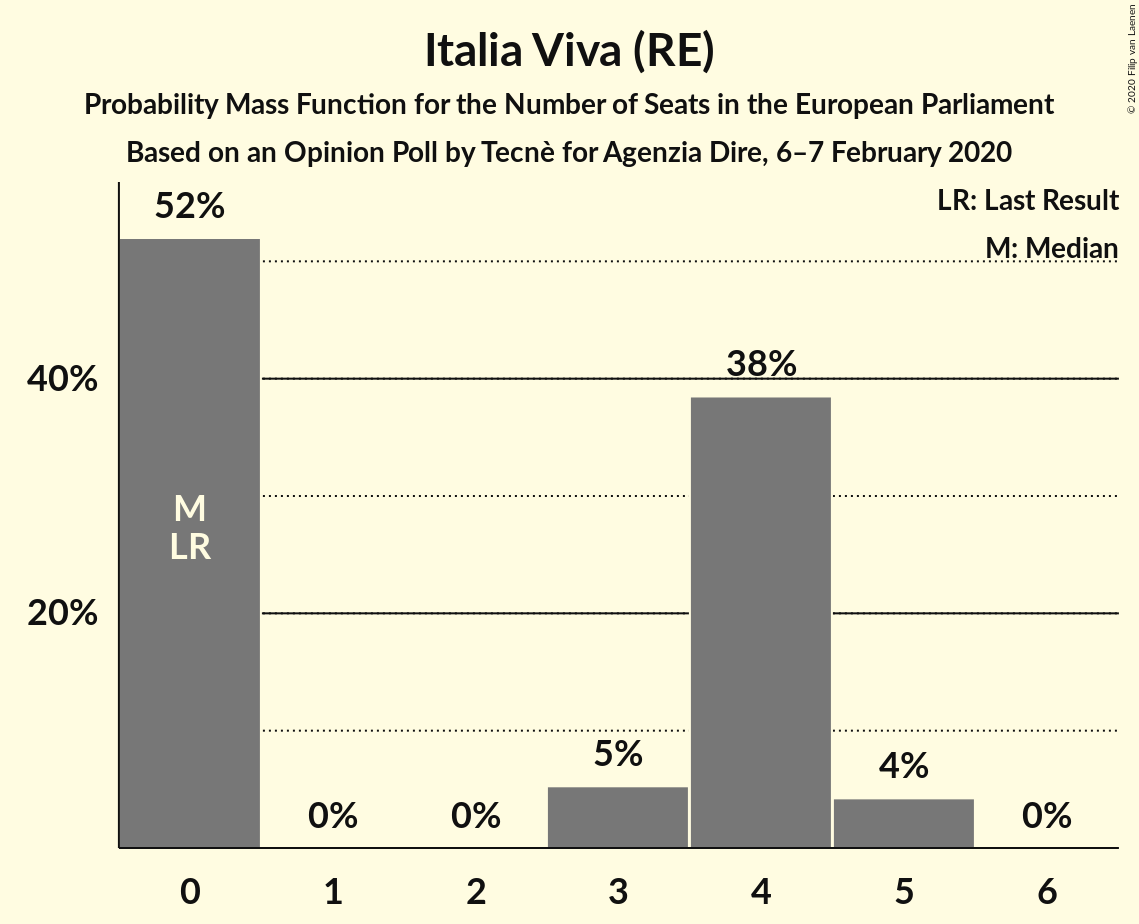 Italia Viva (RE)
Probability Mass Function for the Number of Seats in the European Parliament
Based on an Opinion Poll by Tecnè for Agenzia Dire, 6–7 February 2020
© 2020 Filip van Laenen
LR: Last Result
M: Median
52%
40%
38%
M
LR
20%
5%
4%
0%
0%
0%
0 1 2 3 4 5 6